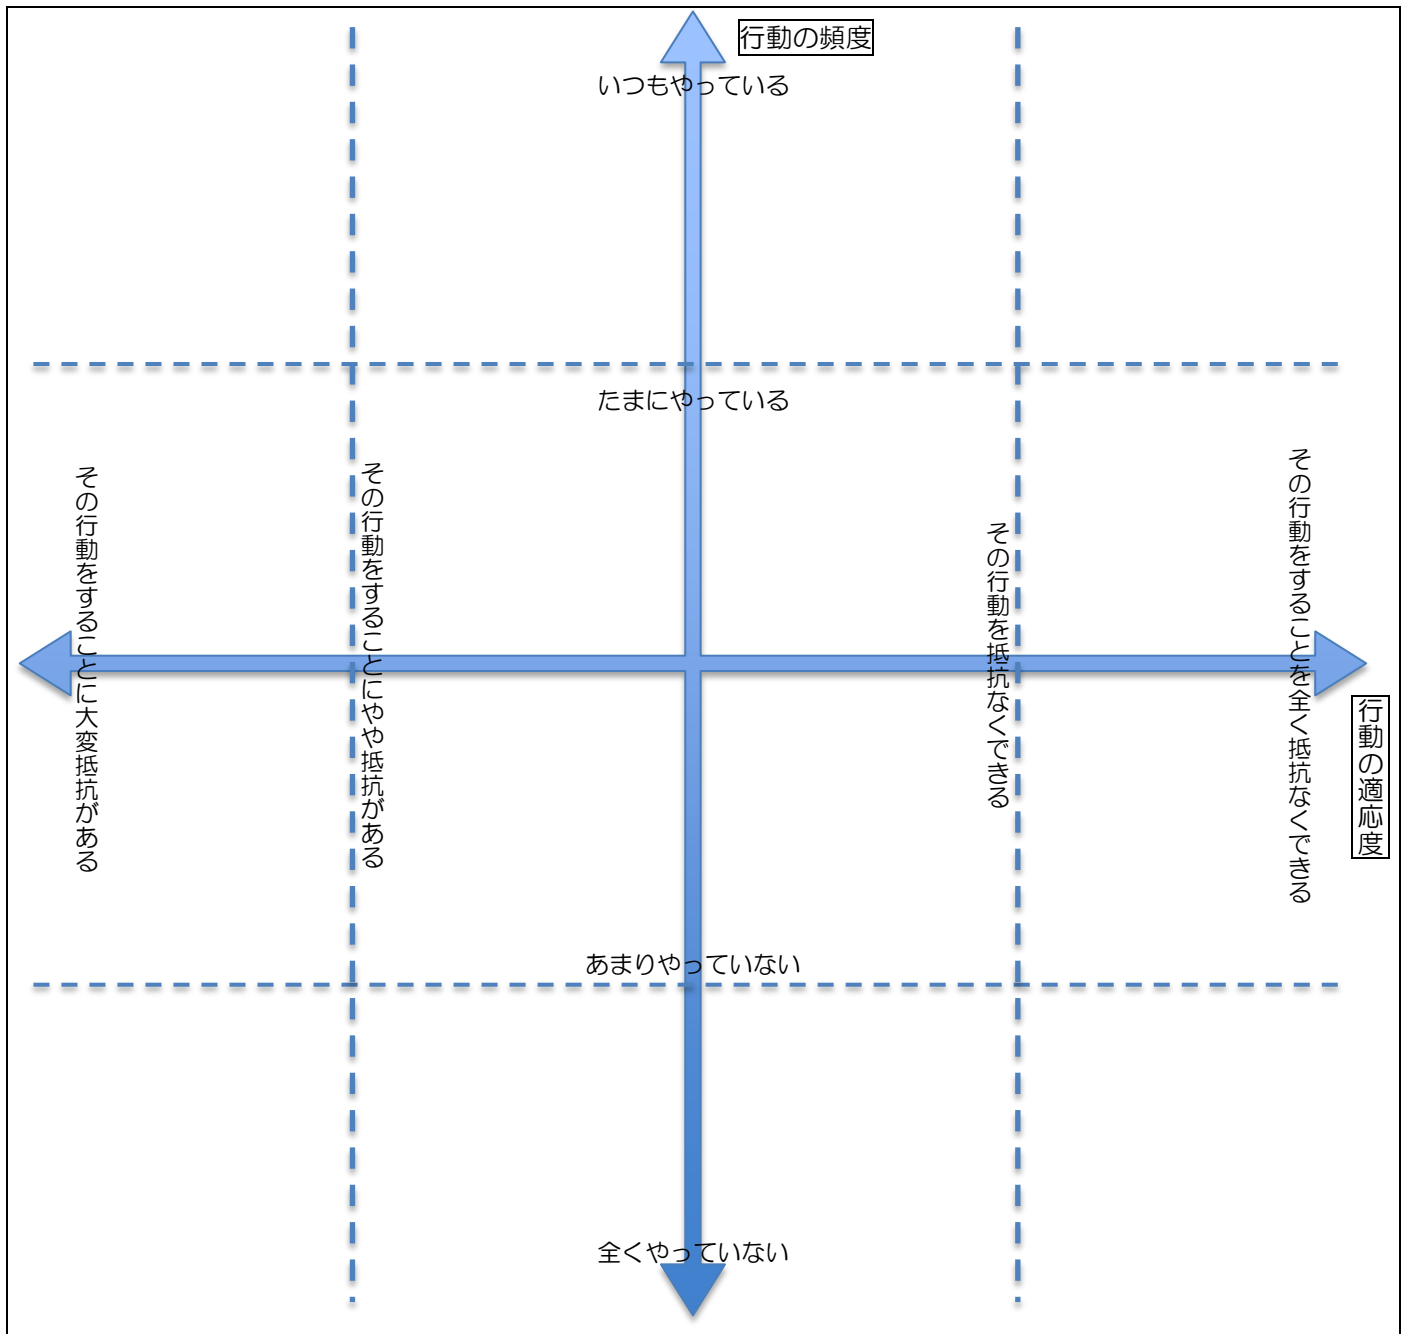 行動の頻度
いつもやっている
たまにやっている
その行動をすることに大変抵抗がある
その行動をすることにやや抵抗がある
その行動を抵抗なくできる
その行動をすることを全く抵抗なくできる
行動の適応度
あまりやっていない
全くやっていない